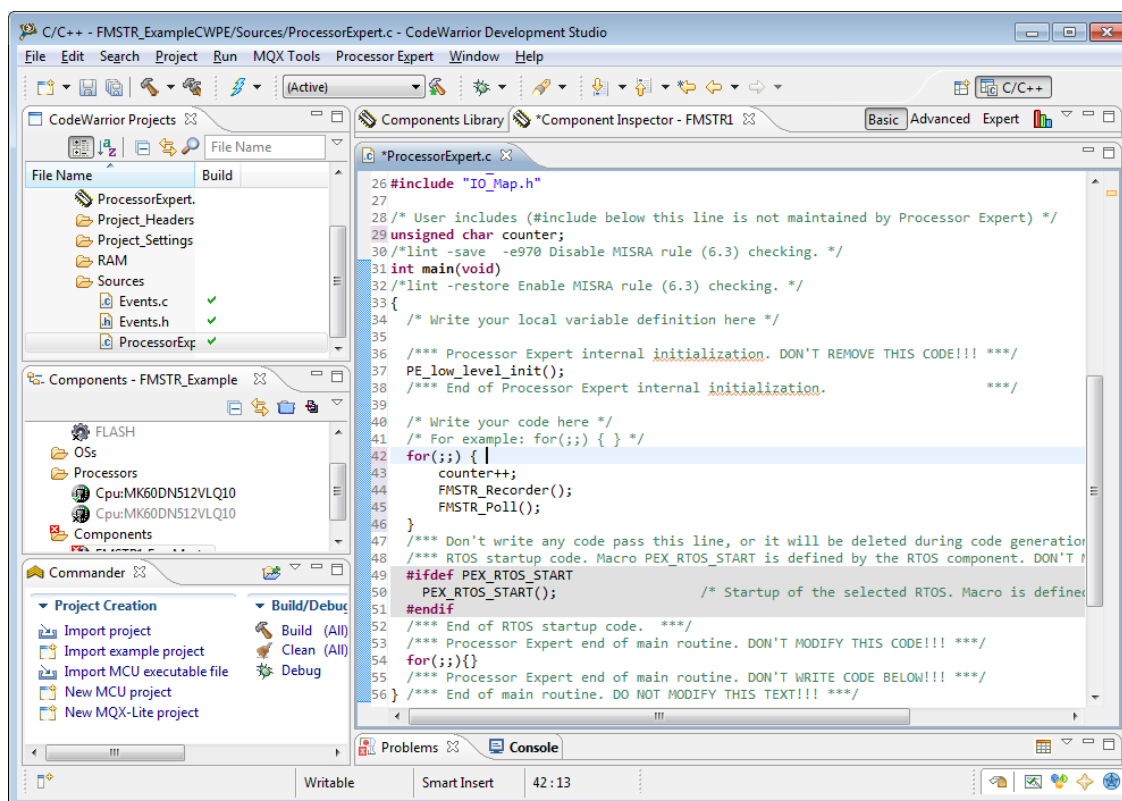 C/C++ - FMSTR_ExampleCWPE/Sources/ProcessorExpert.c - CodeWarrior Development Studio
File Edit Search Project Run MQX Tools Processor Expert Window Help
(Active)
C/C++
CodeWarrior Projects
File Name
File Name Build
ProcessorExpert.
Project_Headers
Project_Settings
RAM
Sources
Events.c
Events.h
ProcessorExp
Components - FMSTR_Example
FLASH
OSs
Processors
Cpu:MK60DN512VLQ10
Cpu:MK60DN512VLQ10
Components
Commander
Project Creation
Import project
Import example project
Import MCU executable file
New MCU project
New MQX-Lite project
Build/Debug
Build (All)
Clean (All)
Debug
Components Library *Component Inspector - FMSTR1 Basic Advanced Expert
*ProcessorExpert.c
26 #include "IO_Map.h"
27
28 /* User includes (#include below this line is not maintained by Processor Expert) */
29 unsigned char counter;
30 /*lint -save -e970 Disable MISRA rule (6.3) checking. */
31 int main(void)
32 /*lint -restore Enable MISRA rule (6.3) checking. */
33 {
34 /* Write your local variable definition here */
35
36 /*** Processor Expert internal initialization. DON'T REMOVE THIS CODE!!! ***/
37 PE_low_level_init();
38 /*** End of Processor Expert internal initialization. ***/
39
40 /* Write your code here */
41 /* For example: for(;;) { } */
42 for(;;) {
43 counter++;
44 FMSTR_Recorder();
45 FMSTR_Poll();
46 }
47 /*** Don't write any code pass this line, or it will be deleted during code generation
48 /*** RTOS startup code. Macro PEX_RTOS_START is defined by the RTOS component. DON'T M
49 #ifdef PEX_RTOS_START
50 PEX_RTOS_START(); /* Startup of the selected RTOS. Macro is defined
51 #endif
52 /*** End of RTOS startup code. ***/
53 /*** Processor Expert end of main routine. DON'T MODIFY THIS CODE!!! ***/
54 for(;;){}
55 /*** Processor Expert end of main routine. DON'T WRITE CODE BELOW!!! ***/
56 } /*** End of main routine. DO NOT MODIFY THIS TEXT!!! ***/
Problems Console
Writable Smart Insert 42:13